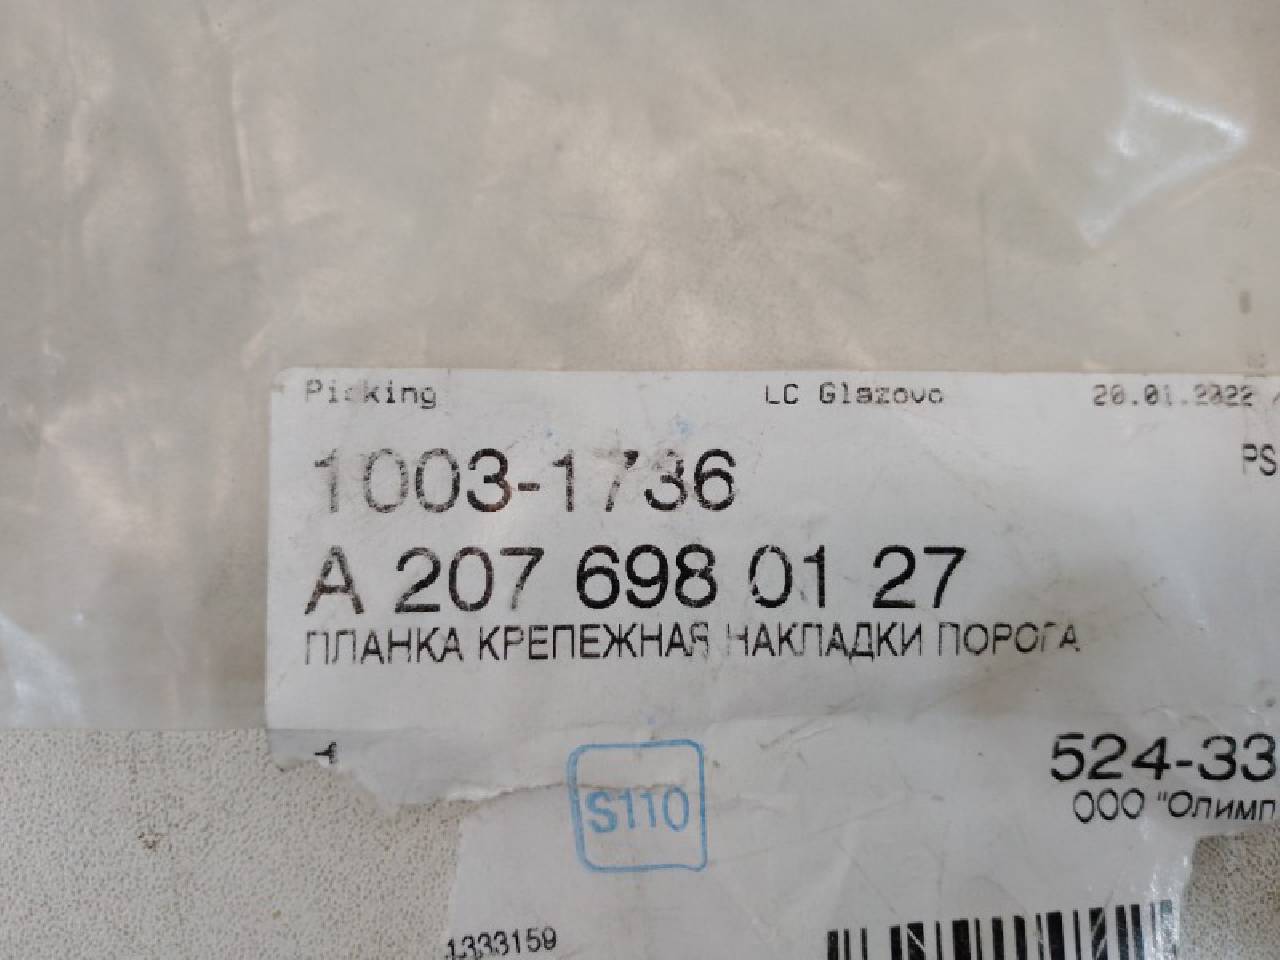 Picking LC Glazovo 20.01.2022 /
1003-1736 PS
A 207 698 01 27
ПЛАНКА КРЕПЕЖНАЯ НАКЛАДКИ ПОРОГА
524-33
ООО "Олимп
S110
1333159